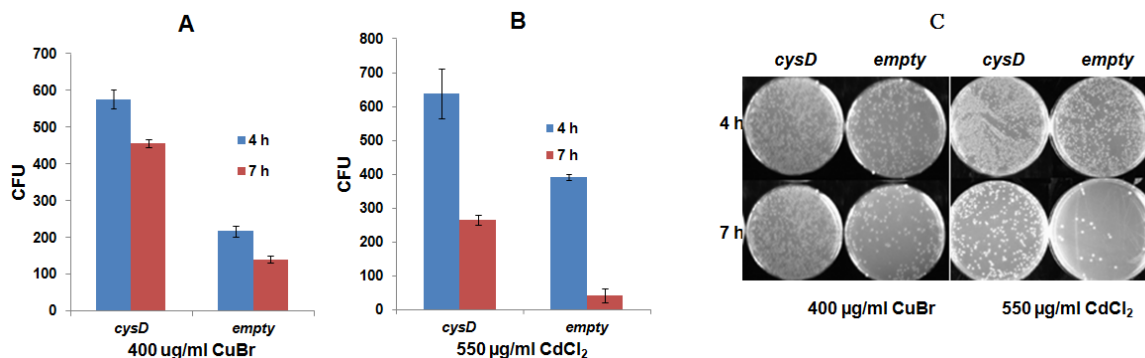 A
700
600
500
400
300
200
100
0
CFU
4 h
7 h
cysD empty
400 ug/ml CuBr
B
800
700
600
500
400
300
200
100
0
CFU
4 h
7 h
cysD empty
550 µg/ml CdCl₂
C
cysD empty cysD empty
4 h
7 h
400 µg/ml CuBr 550 µg/ml CdCl₂